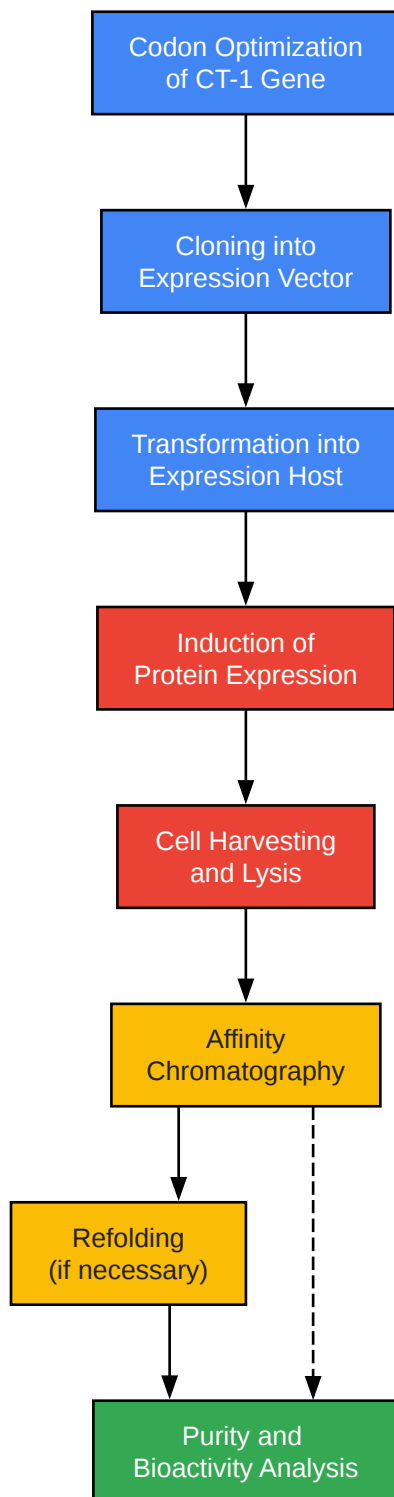 Codon Optimization
of CT-1 Gene
Cloning into
Expression Vector
Transformation into
Expression Host
Induction of
Protein Expression
Cell Harvesting
and Lysis
Affinity
Chromatography
Refolding
(if necessary)
Purity and
Bioactivity Analysis